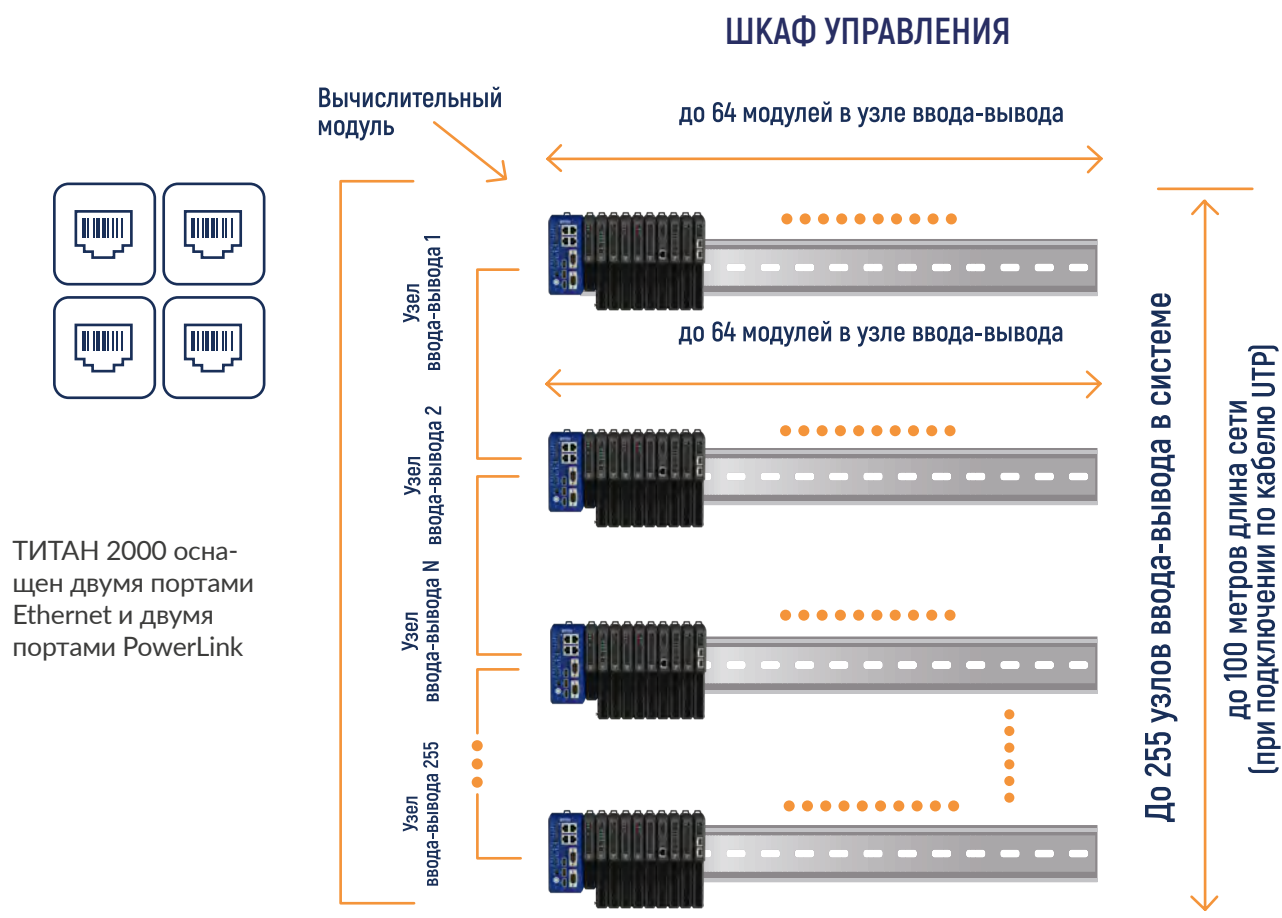 ШКАФ УПРАВЛЕНИЯ
Вычислительный
модуль
до 64 модулей в узле ввода-вывода
Узел
ввода-вывода 1
до 64 модулей в узле ввода-вывода
Узел
ввода-вывода 2
Узел
ввода-вывода N
Узел
ввода-вывода 255
ТИТАН 2000 осна-
щен двумя портами
Ethernet и двумя
портами PowerLink
До 255 узлов ввода-вывода в системе
до 100 метров длина сети
(при подключении по кабелю UTP)